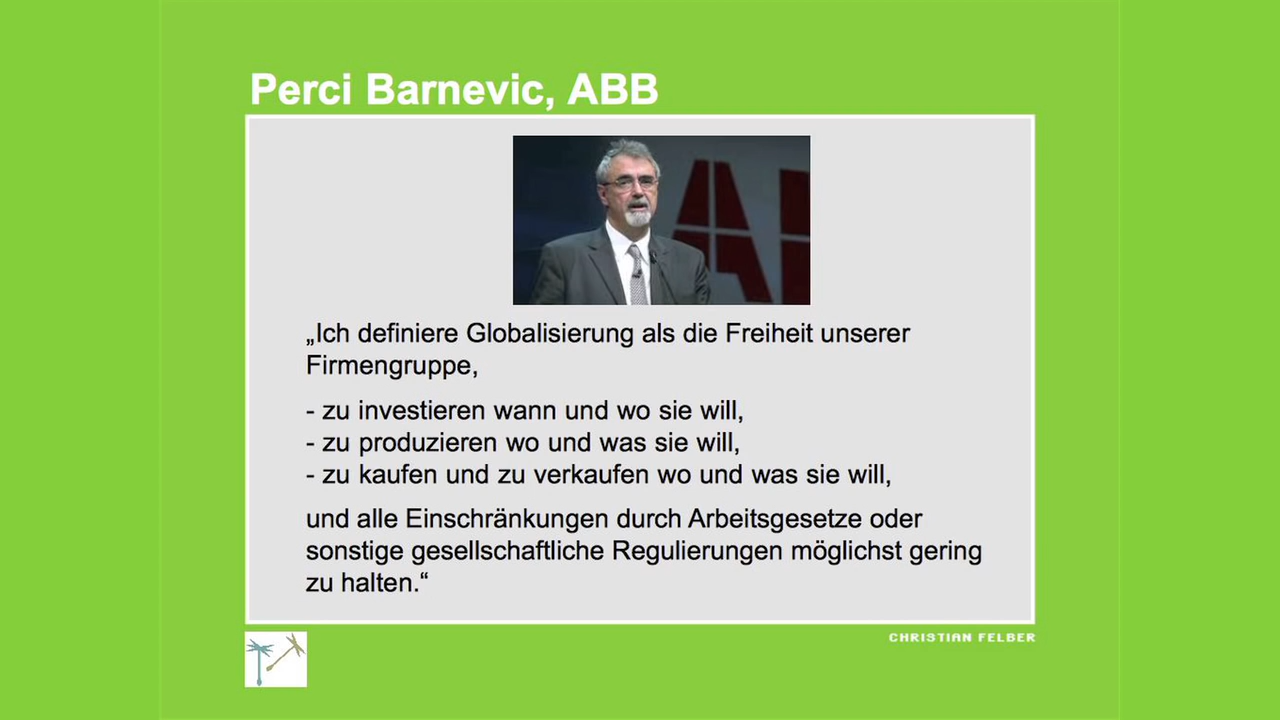 Perci Barnevic, ABB
AB
„Ich definiere Globalisierung als die Freiheit unserer
Firmengruppe,
- zu investieren wann und wo sie will,
- zu produzieren wo und was sie will,
- zu kaufen und zu verkaufen wo und was sie will,
und alle Einschränkungen durch Arbeitsgesetze oder
sonstige gesellschaftliche Regulierungen möglichst gering
zu halten.“
CHRISTIAN FELBER